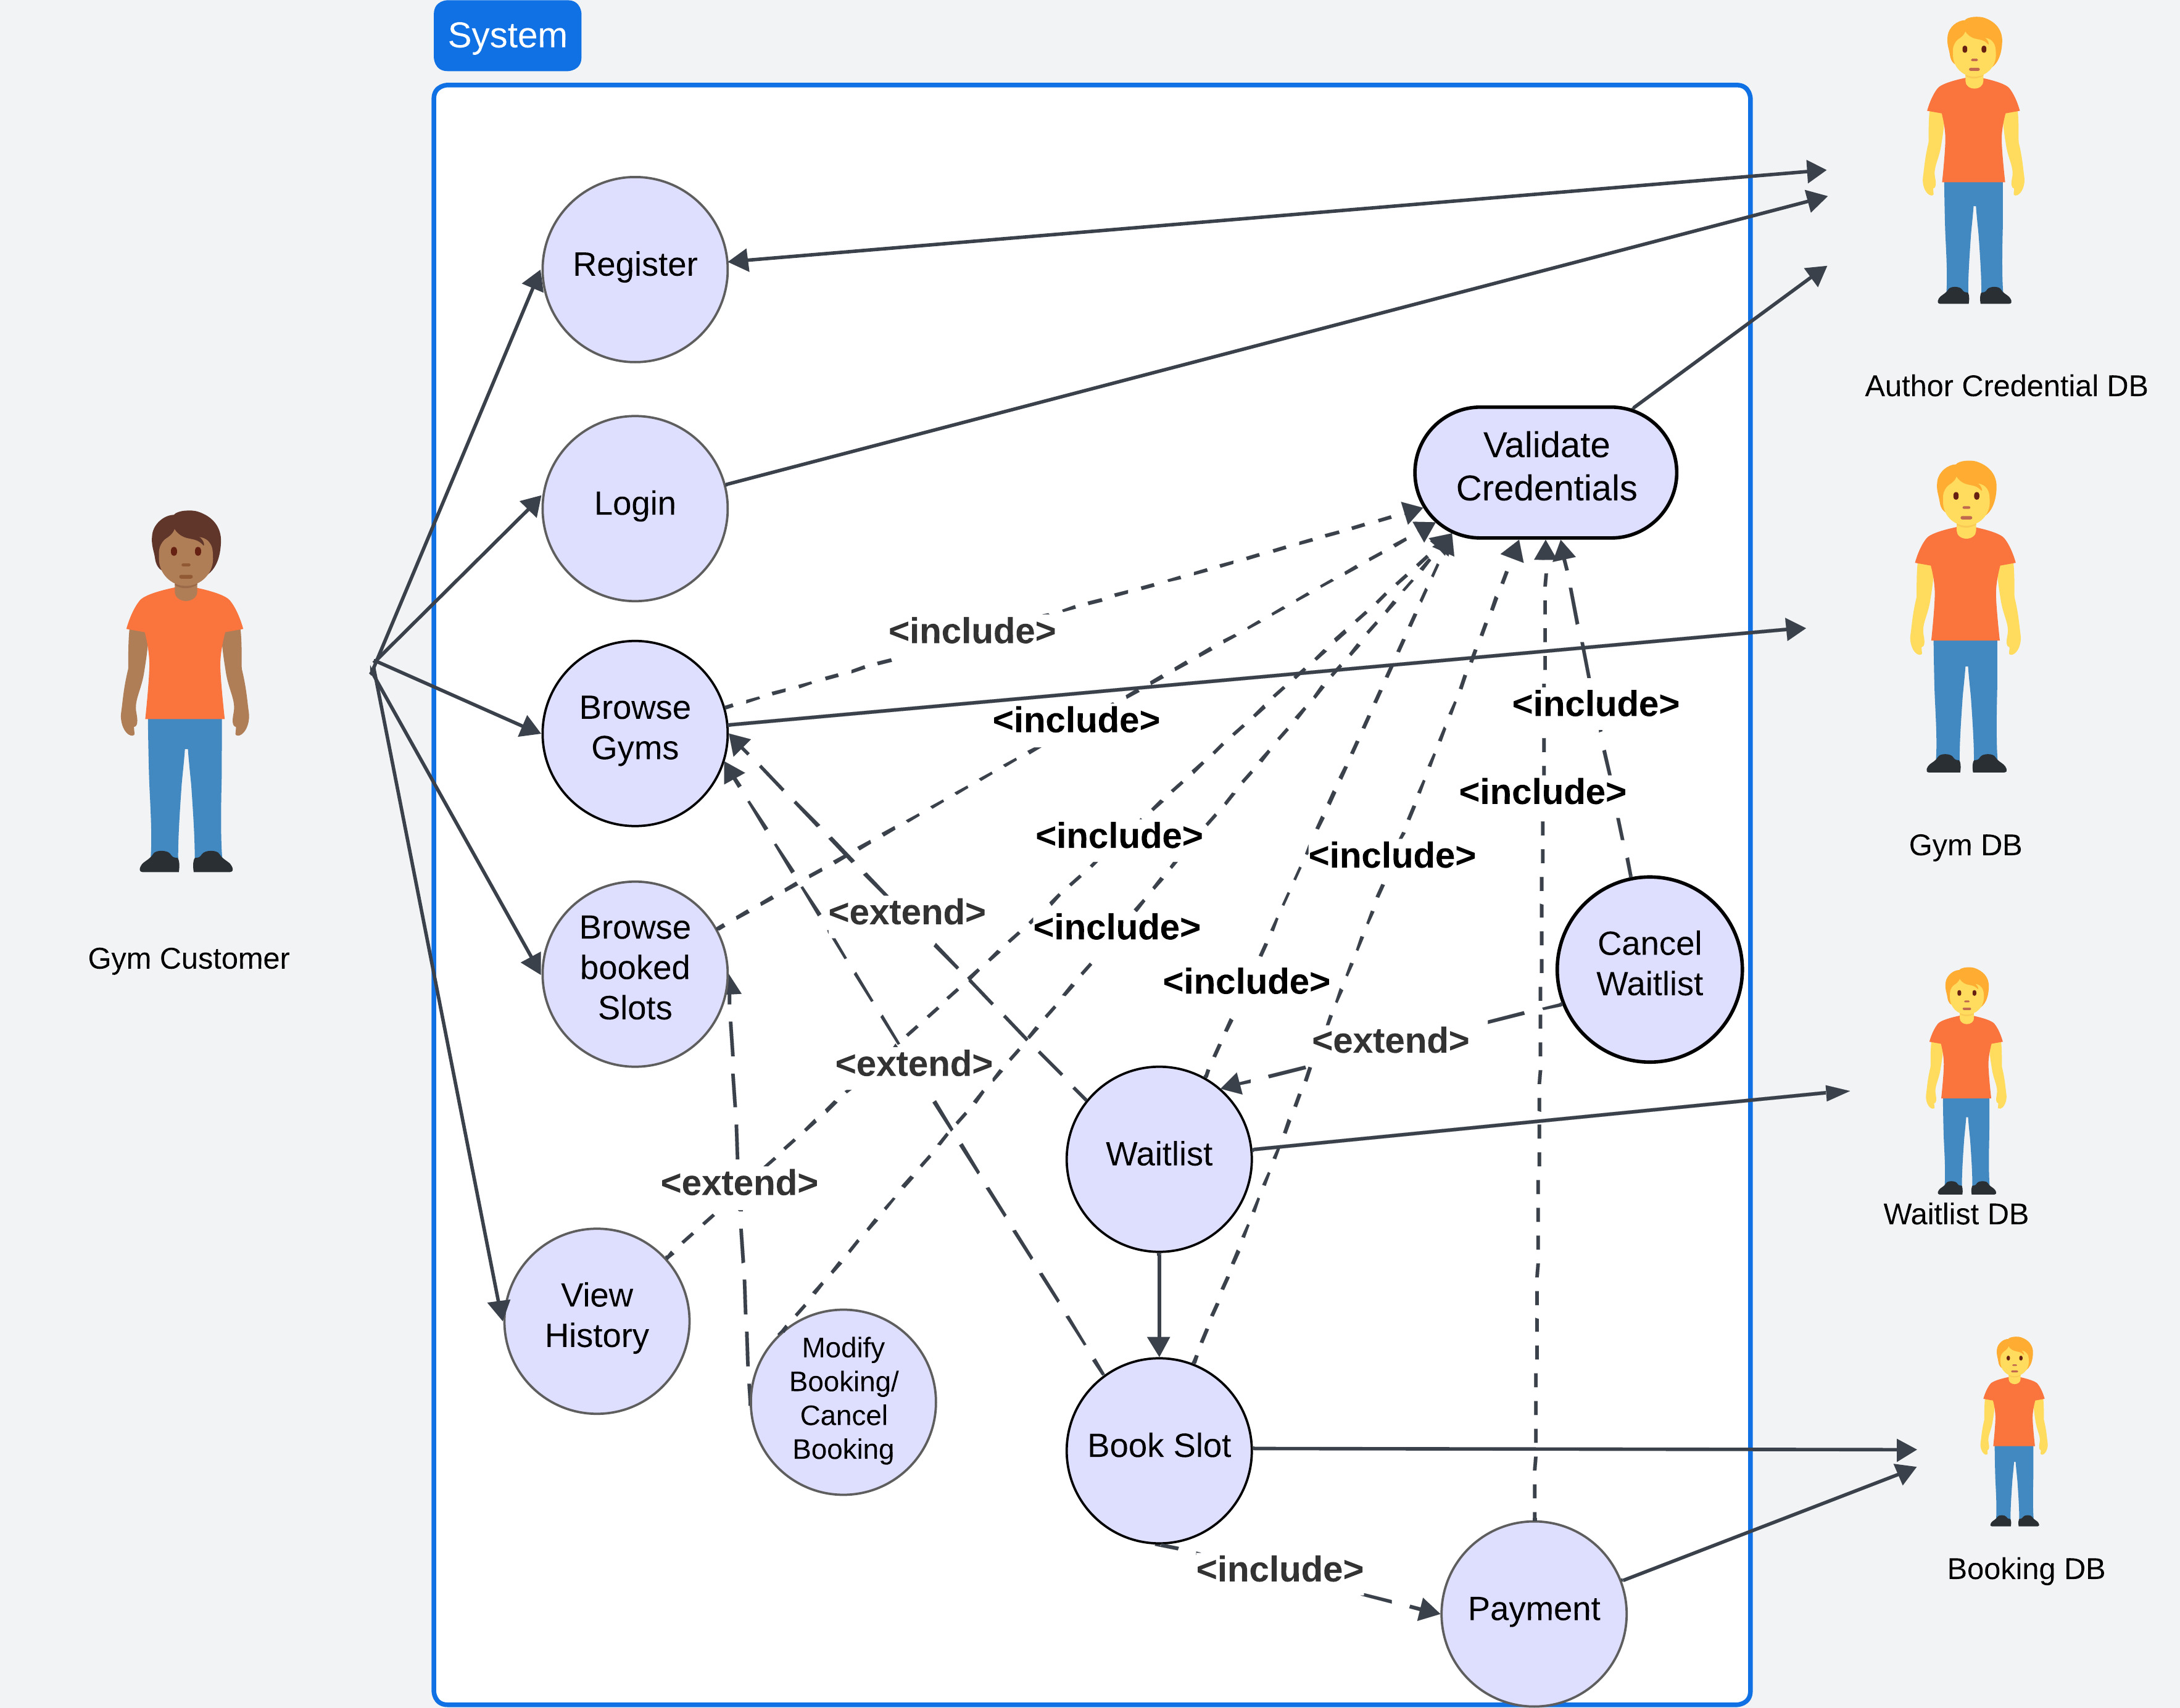 System
Register
Author Credential DB
Validate
Credentials
Login
<include>
Browse
Gyms
<include>
<include>
<include>
Gym DB
<include>
<include>
<extend>
<include>
Browse
booked
Slots
Gym Customer
Cancel
Waitlist
<include>
<extend>
<extend>
Waitlist
<extend>
Waitlist DB
View
History
Modify
Booking/
Cancel
Booking
Book Slot
<include>
Booking DB
Payment